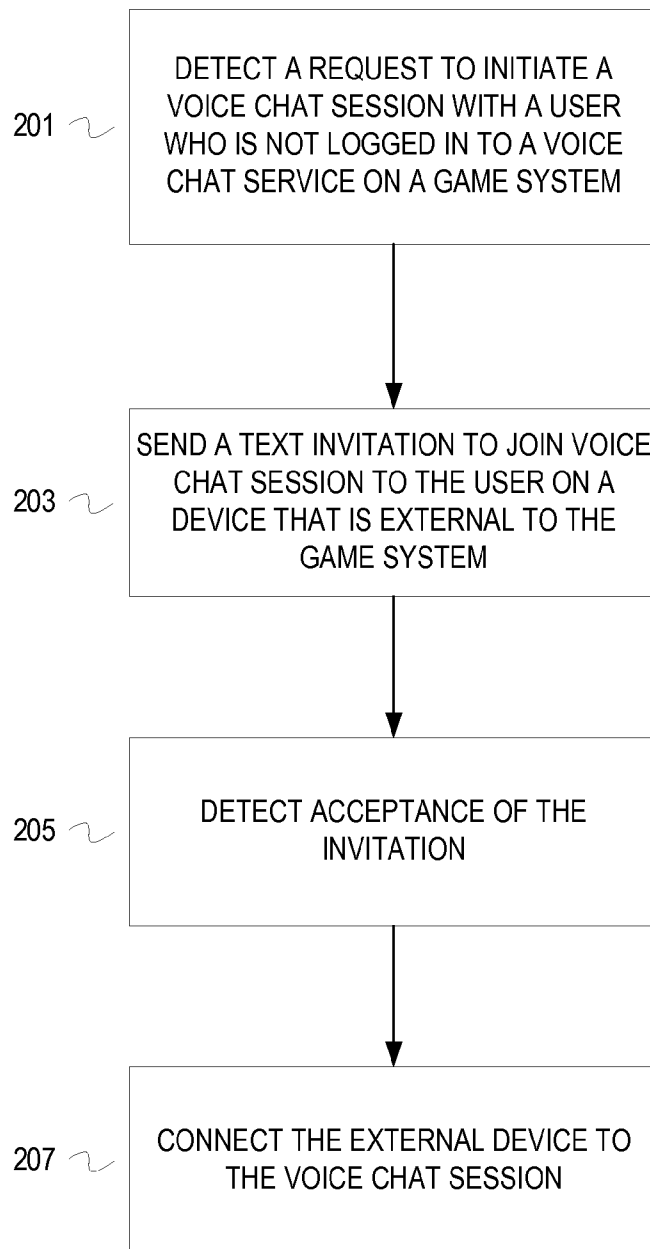 DETECT A REQUEST TO INITIATE A
VOICE CHAT SESSION WITH A USER
201
WHO IS NOT LOGGED IN TO A VOICE
CHAT SERVICE ON A GAME SYSTEM
SEND A TEXT INVITATION TO JOIN VOICE
CHAT SESSION TO THE USER ON A
203
DEVICE THAT IS EXTERNAL TO THE
GAME SYSTEM
DETECT ACCEPTANCE OF THE
205
INVITATION
CONNECT THE EXTERNAL DEVICE TO
207
THE VOICE CHAT SESSION